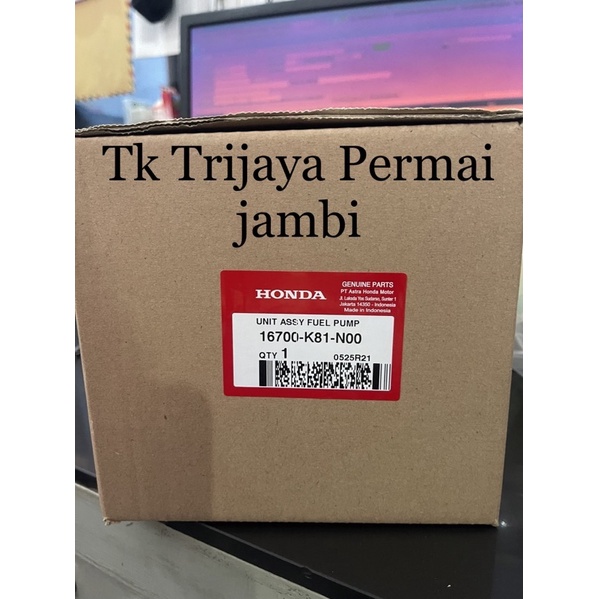 Tk Trijaya Permai
jambi
HONDA
GENUINE PARTS
PT Astra Honda Motor
Jl. Laksda Yos Sudarso, Sunter 1
Jakarta 14350 - Indonesia
Made in Indonesia
UNIT ASSY FUEL PUMP
16700-K81-N00
QTY 1 0525R21